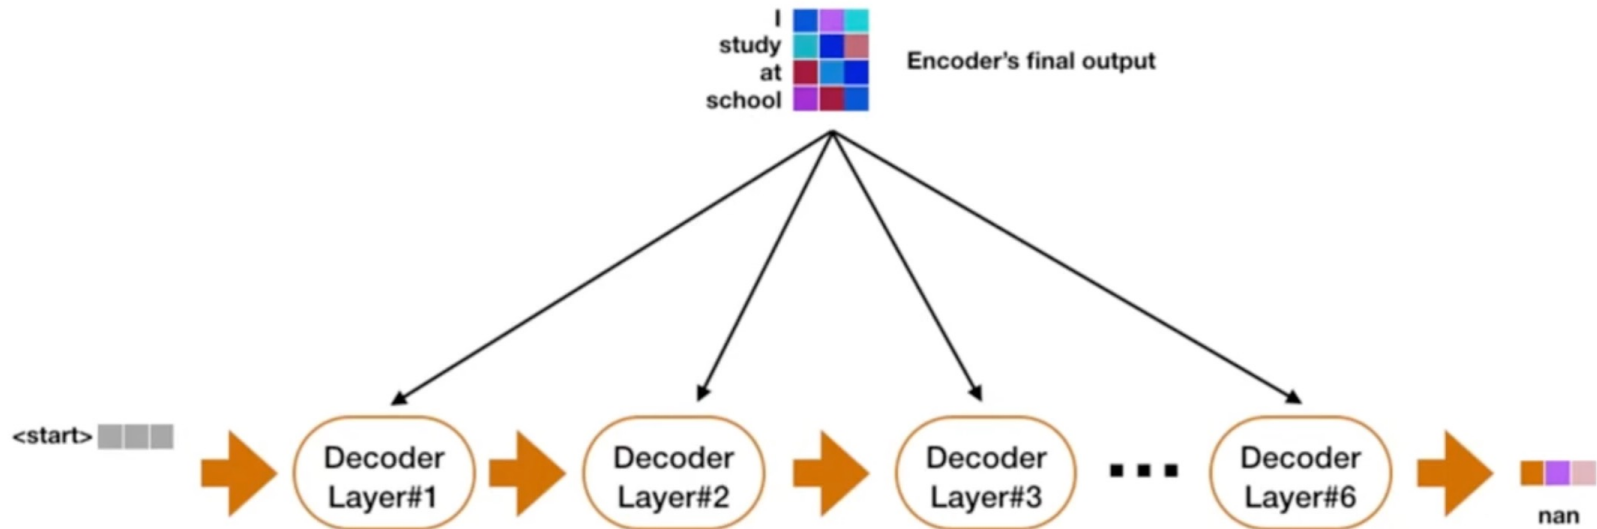 I
study
at
school
Encoder's final output
<start>
Decoder
Layer#1
Decoder
Layer#2
Decoder
Layer#3
Decoder
Layer#6
nan